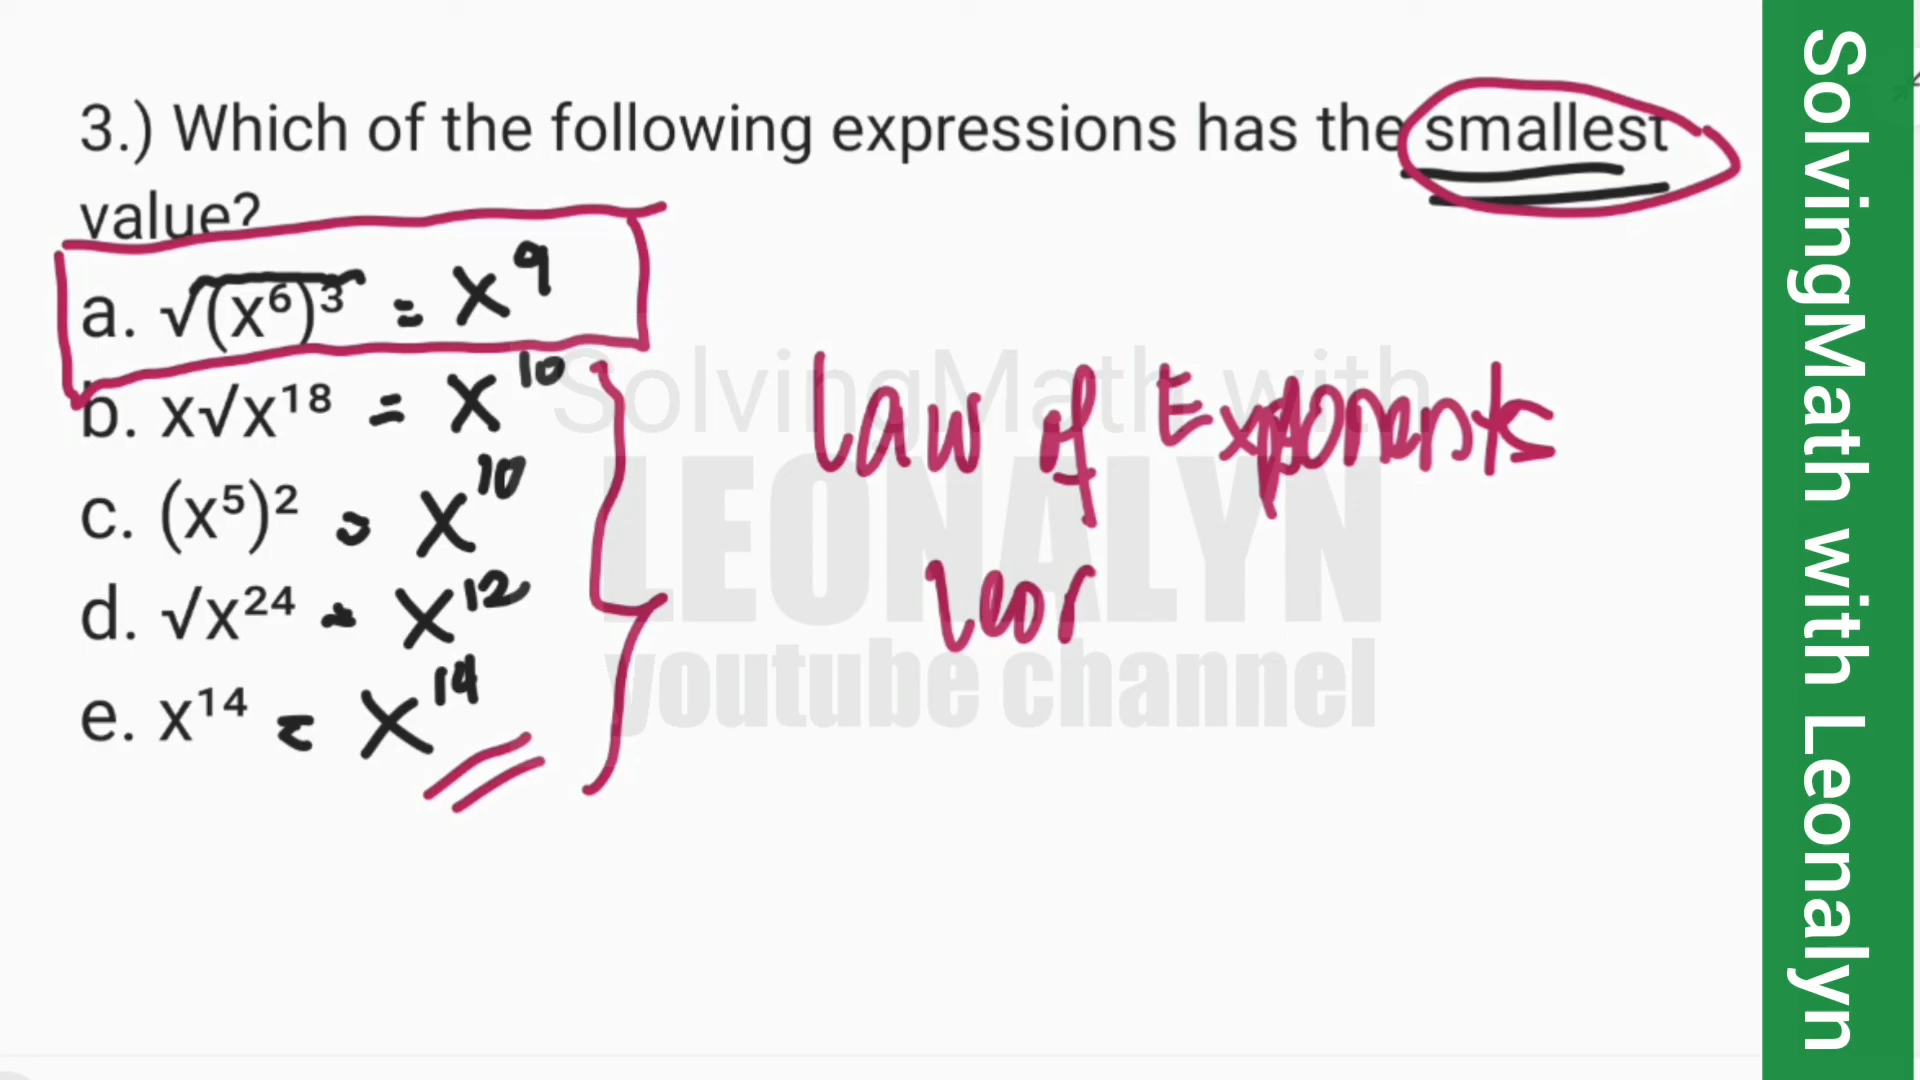 3.) Which of the following expressions has the smallest
value?
a. √(x⁶)³ = x⁹
b. x√x¹⁸ = x¹⁰
c. (x⁵)² = x¹⁰
d. √x²⁴ = x¹²
e. x¹⁴ = x¹⁴
Law of Exponents
SolvingMath with
LEONALYN
youtube channel
SolvingMath with Leonalyn